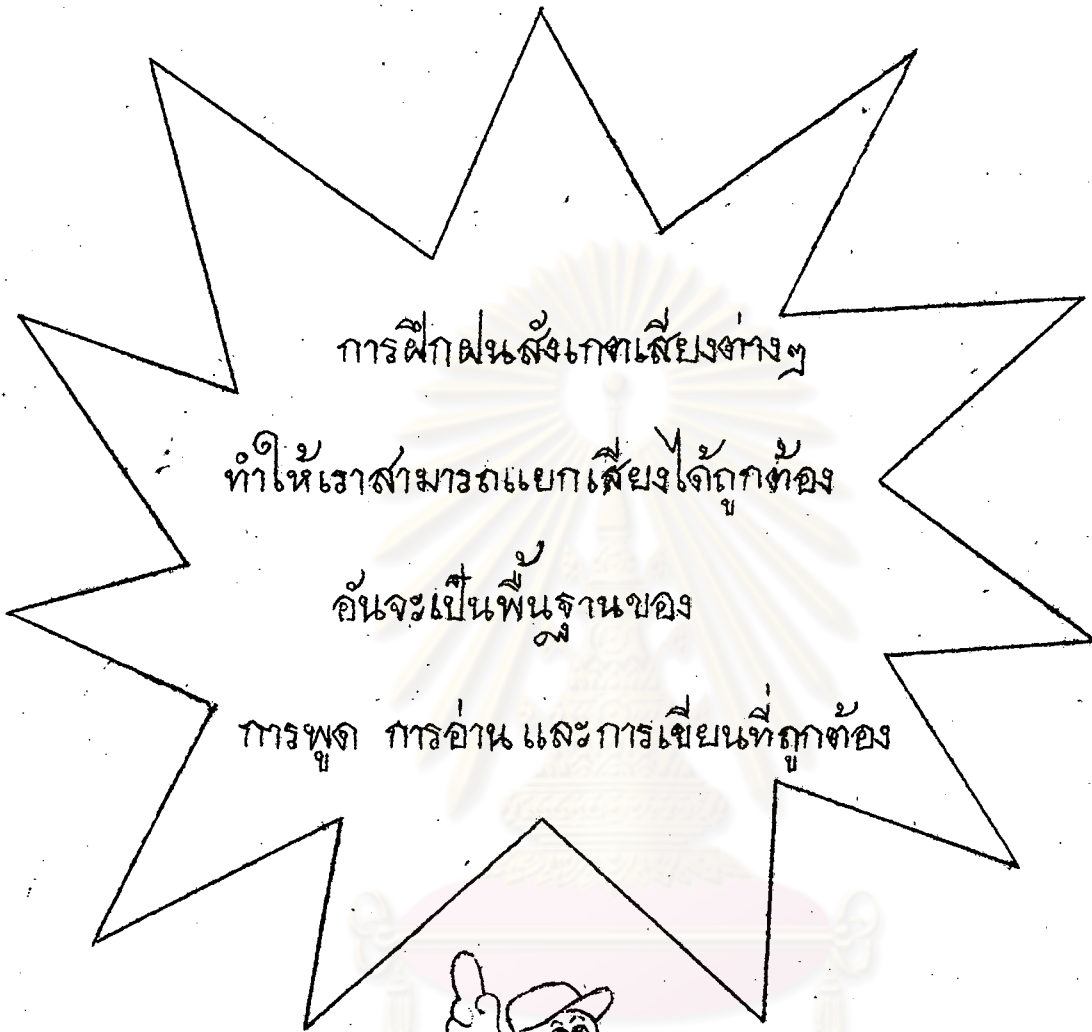 การฝึกฝนสังเกตเสียงต่างๆ
ทำให้เราสามารถแยกเสียงได้ถูกต้อง
อันจะเป็นพื้นฐานของ
การพูด การอ่าน และการเขียนที่ถูกต้อง